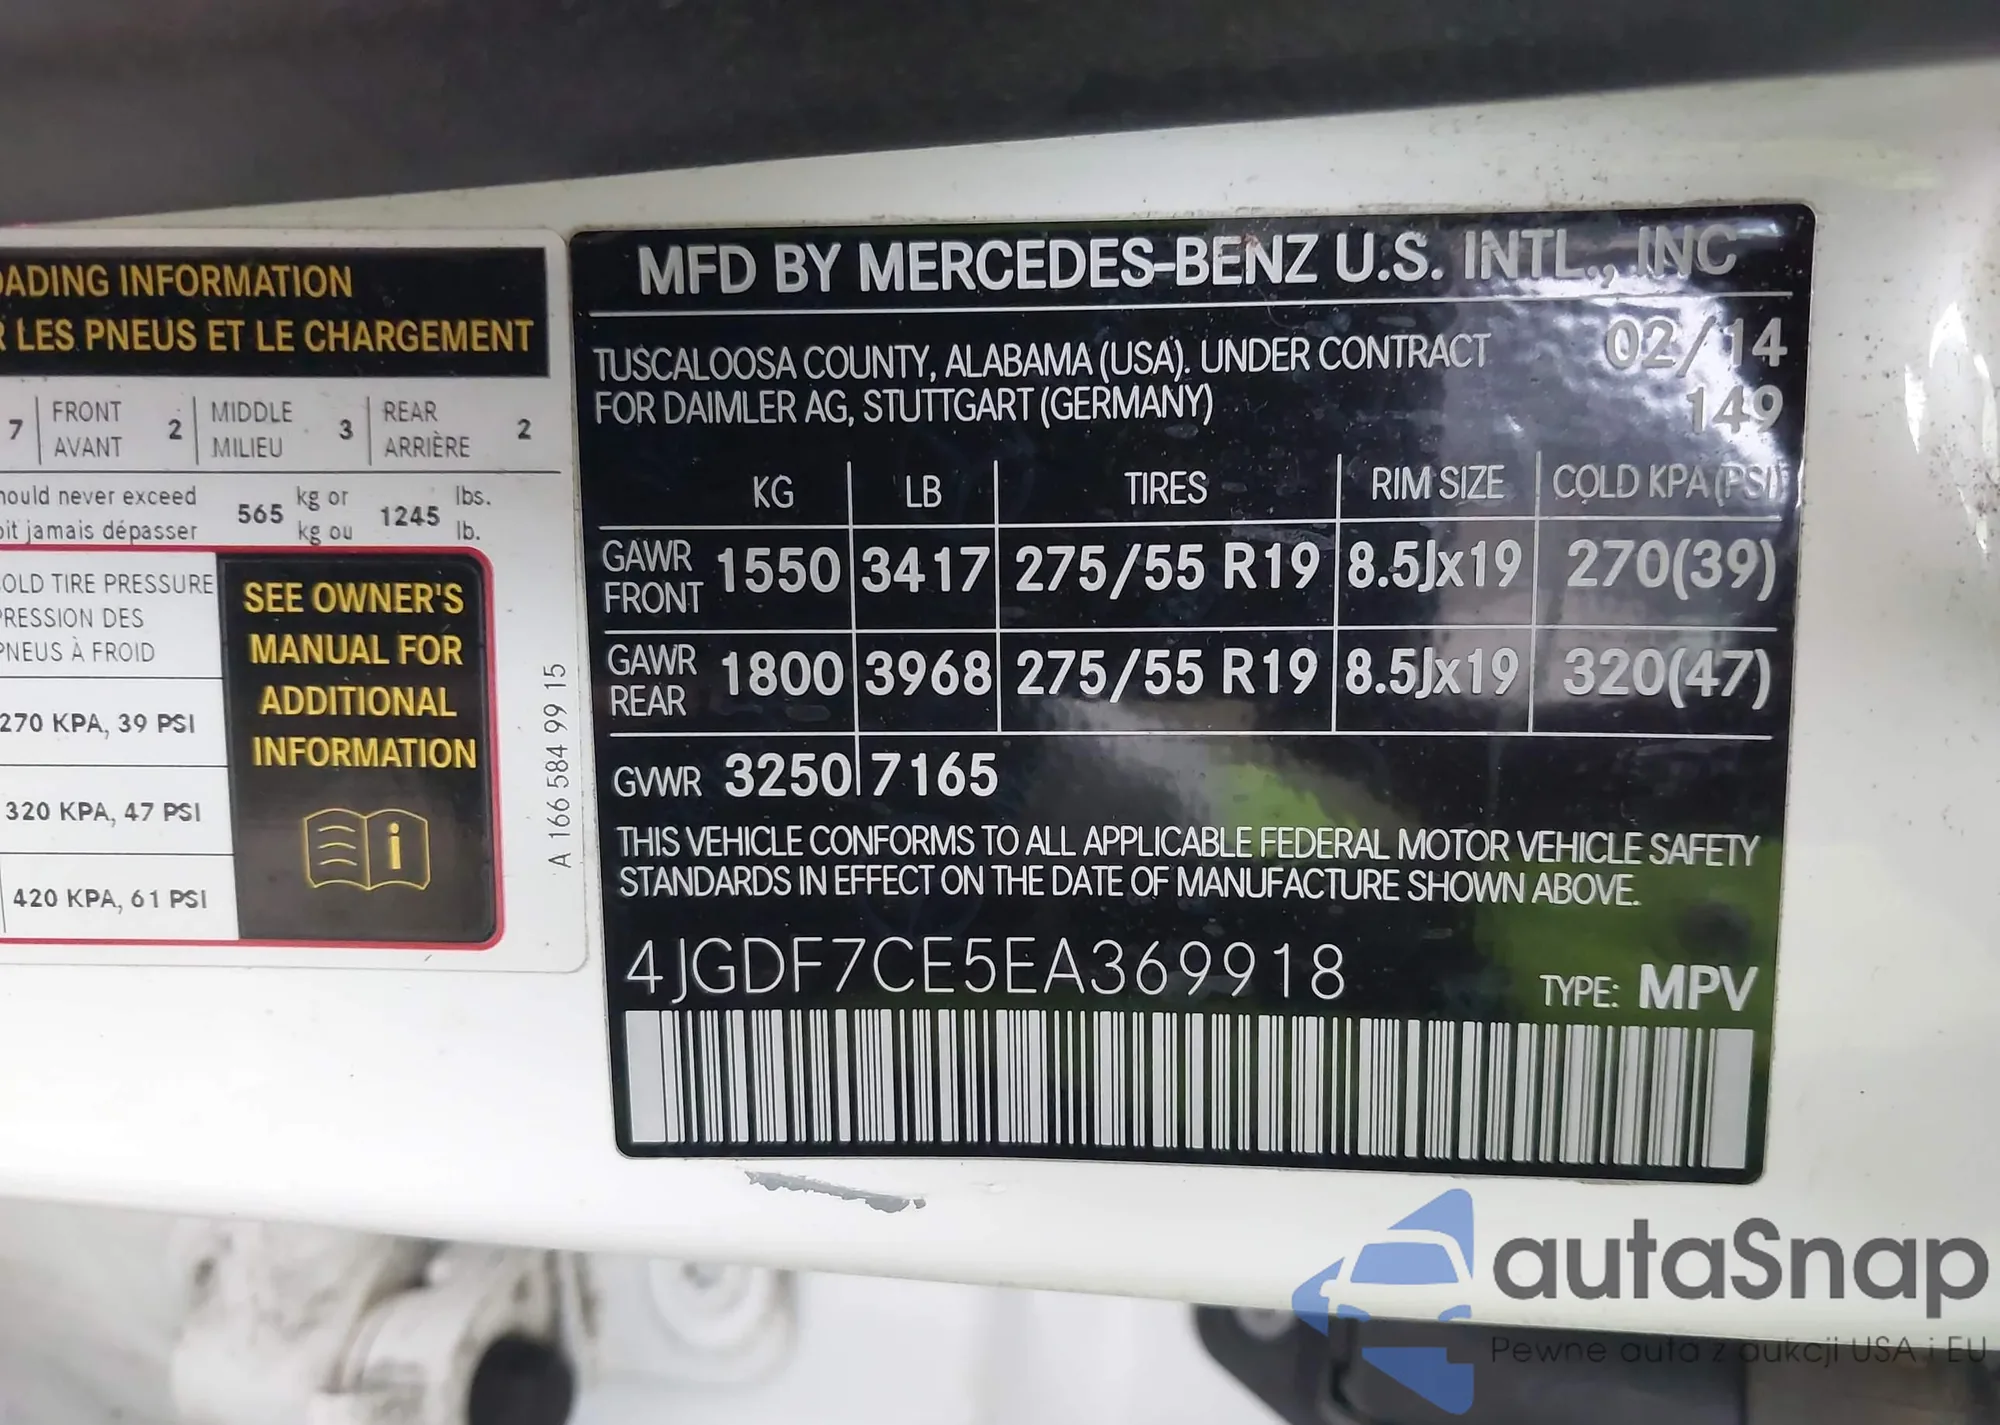 ADING INFORMATION
R LES PNEUS ET LE CHARGEMENT
7 FRONT AVANT 2 MIDDLE MILIEU 3 REAR ARRIÈRE 2
ould never exceed 565 kg or 1245 lbs.
oit jamais dépasser kg ou lb.
OLD TIRE PRESSURE
PRESSION DES
PNEUS À FROID
270 KPA, 39 PSI
320 KPA, 47 PSI
420 KPA, 61 PSI
SEE OWNER'S
MANUAL FOR
ADDITIONAL
INFORMATION
A 166 584 99 15
MFD BY MERCEDES-BENZ U.S. INTL., INC
TUSCALOOSA COUNTY, ALABAMA (USA). UNDER CONTRACT 02/14
FOR DAIMLER AG, STUTTGART (GERMANY) 149
KG LB TIRES RIM SIZE COLD KPA (PSI)
GAWR FRONT 1550 3417 275/55 R19 8.5Jx19 270(39)
GAWR REAR 1800 3968 275/55 R19 8.5Jx19 320(47)
GVWR 3250 7165
THIS VEHICLE CONFORMS TO ALL APPLICABLE FEDERAL MOTOR VEHICLE SAFETY
STANDARDS IN EFFECT ON THE DATE OF MANUFACTURE SHOWN ABOVE.
4JGDF7CE5EA369918 TYPE: MPV
autaSnap
Pewne auta z aukcji USA i EU